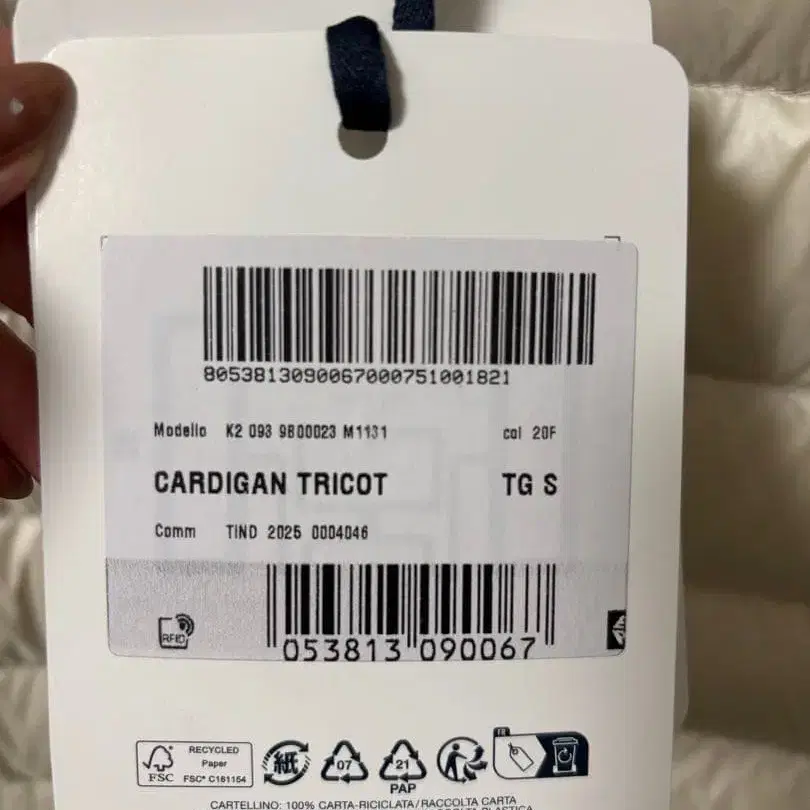 8053813090067000751001821
Modello K2 093 9B00023 M1131 col 20F
CARDIGAN TRICOT TG S
Comm TIND 2025 0004046
RFID
053813 090067
FR
RECYCLED
Paper
FSC
FSC® C181154
紙
07
21
PAP
CARTELLINO: 100% CARTA-RICICLATA/RACCOLTA CARTA